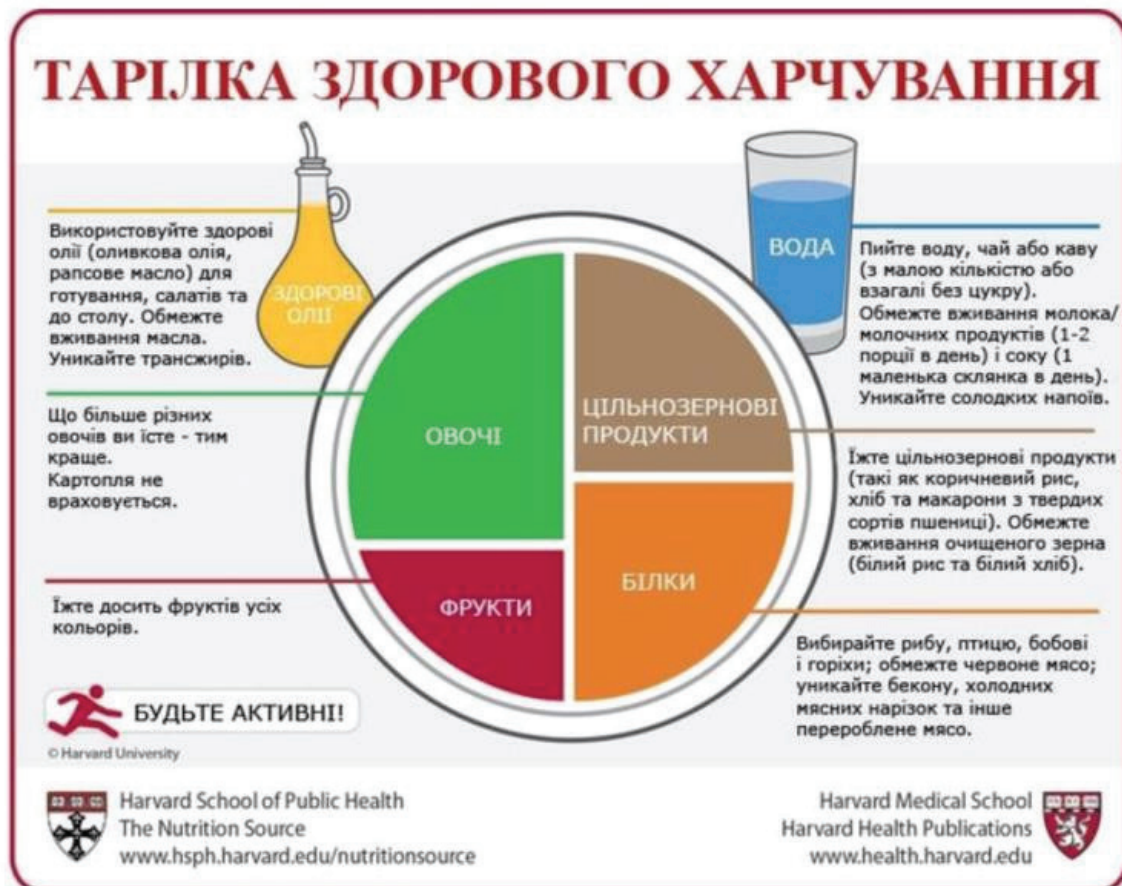 ТАРІЛКА ЗДОРОВОГО ХАРЧУВАННЯ
Використовуйте здорові
олії (оливкова олія,
рапсове масло) для
готування, салатів та
до столу. Обмежте
вживання масла.
Уникайте трансжирів.
ЗДОРОВІ
ОЛІЇ
ВОДА
Пийте воду, чай або каву
(з малою кількістю або
взагалі без цукру).
Обмежте вживання молока/
молочних продуктів (1-2
порції в день) і соку (1
маленька склянка в день).
Уникайте солодких напоїв.
Що більше різних
овочів ви їсте - тим
краще.
Картопля не
враховується.
ОВОЧІ
ЦІЛЬНОЗЕРНОВІ
ПРОДУКТИ
Їжте цільнозернові продукти
(такі як коричневий рис,
хліб та макарони з твердих
сортів пшениці). Обмежте
вживання очищеного зерна
(білий рис та білий хліб).
Їжте досить фруктів усіх
кольорів.
ФРУКТИ
БІЛКИ
Вибирайте рибу, птицю, бобові
і горіхи; обмежте червоне мясо;
уникайте бекону, холодних
мясних нарізок та інше
перероблене мясо.
БУДЬТЕ АКТИВНІ!
© Harvard University
Harvard School of Public Health
The Nutrition Source
www.hsph.harvard.edu/nutritionsource
Harvard Medical School
Harvard Health Publications
www.health.harvard.edu